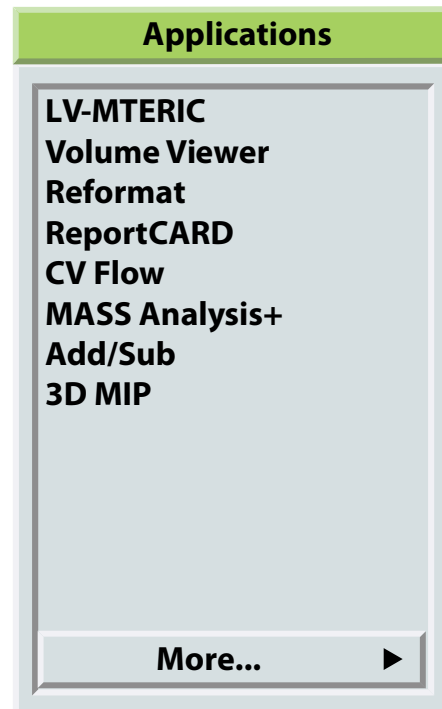 Applications
LV-MTERIC
Volume Viewer
Reformat
ReportCARD
CV Flow
MASS Analysis+
Add/Sub
3D MIP
More...